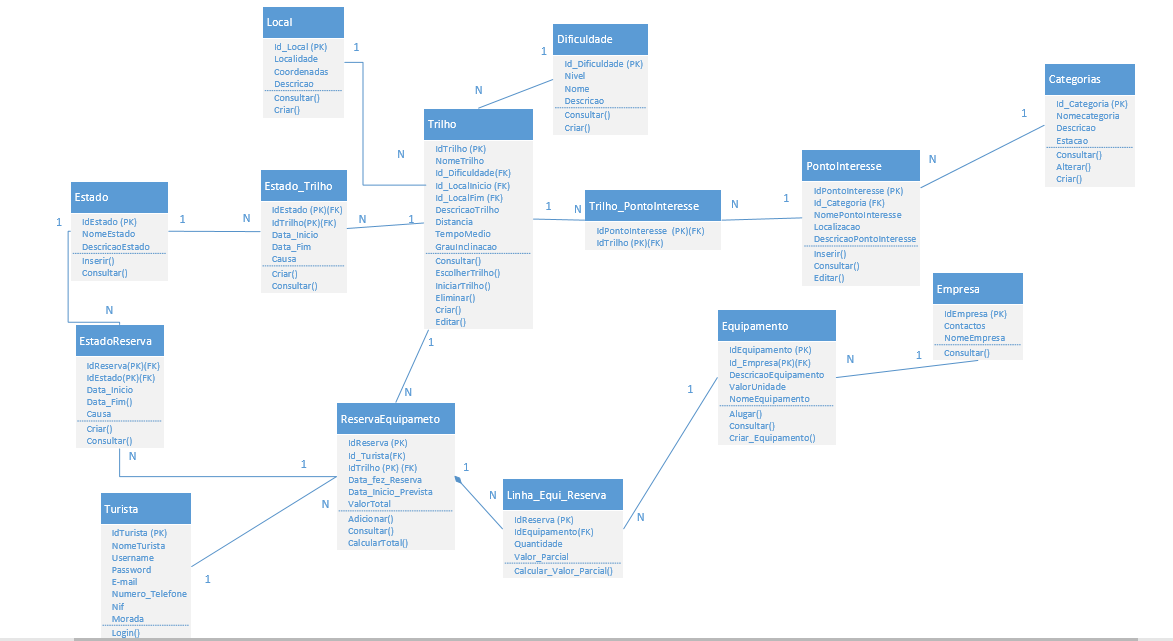 Local
Id_Local (PK)
Localidade
Coordenadas
Descricao
Consultar()
Criar()
1
Dificuldade
Id_Dificuldade (PK)
Nivel
Nome
Descricao
Consultar()
Criar()
1
N
Categorias
Id_Categoria (PK)
Nomecategoria
Descricao
Estacao
Consultar()
Alterar()
Criar()
1
N
Trilho
IdTrilho (PK)
NomeTrilho
Id_Dificuldade(FK)
Id_LocalInicio (FK)
Id_LocalFim (FK)
DescricaoTrilho
Distancia
TempoMedio
GrauInclinacao
Consultar()
EscolherTrilho()
IniciarTrilho()
Eliminar()
Criar()
Editar()
N
PontoInteresse
IdPontoInteresse (PK)
Id_Categoria (FK)
NomePontoInteresse
Localizacao
DescricaoPontoInteresse
Inserir()
Consultar()
Editar()
Estado
IdEstado (PK)
NomeEstado
DescricaoEstado
Inserir()
Consultar()
1
1
N
Estado_Trilho
IdEstado (PK)(FK)
IdTrilho(PK)(FK)
Data_Inicio
Data_Fim
Causa
Criar()
Consultar()
N
1
1
N
Trilho_PontoInteresse
IdPontoInteresse (PK)(FK)
IdTrilho (PK)(FK)
N
1
Empresa
IdEmpresa (PK)
Contactos
NomeEmpresa
Consultar()
1
N
Equipamento
IdEquipamento (PK)
Id_Empresa(PK)(FK)
DescricaoEquipamento
ValorUnidade
NomeEquipamento
Alugar()
Consultar()
Criar_Equipamento()
1
N
N
EstadoReserva
IdReserva(PK)(FK)
IdEstado(PK)(FK)
Data_Inicio
Data_Fim()
Causa
Criar()
Consultar()
N
1
1
N
ReservaEquipameto
IdReserva (PK)
Id_Turista(FK)
IdTrilho (PK) (FK)
Data_fez_Reserva
Data_Inicio_Prevista
ValorTotal
Adicionar()
Consultar()
CalcularTotal()
N
1
1
N
Linha_Equi_Reserva
IdReserva (PK)
IdEquipamento(FK)
Quantidade
Valor_Parcial
Calcular_Valor_Parcial()
Turista
IdTurista (PK)
NomeTurista
Username
Password
E-mail
Numero_Telefone
Nif
Morada
Login()